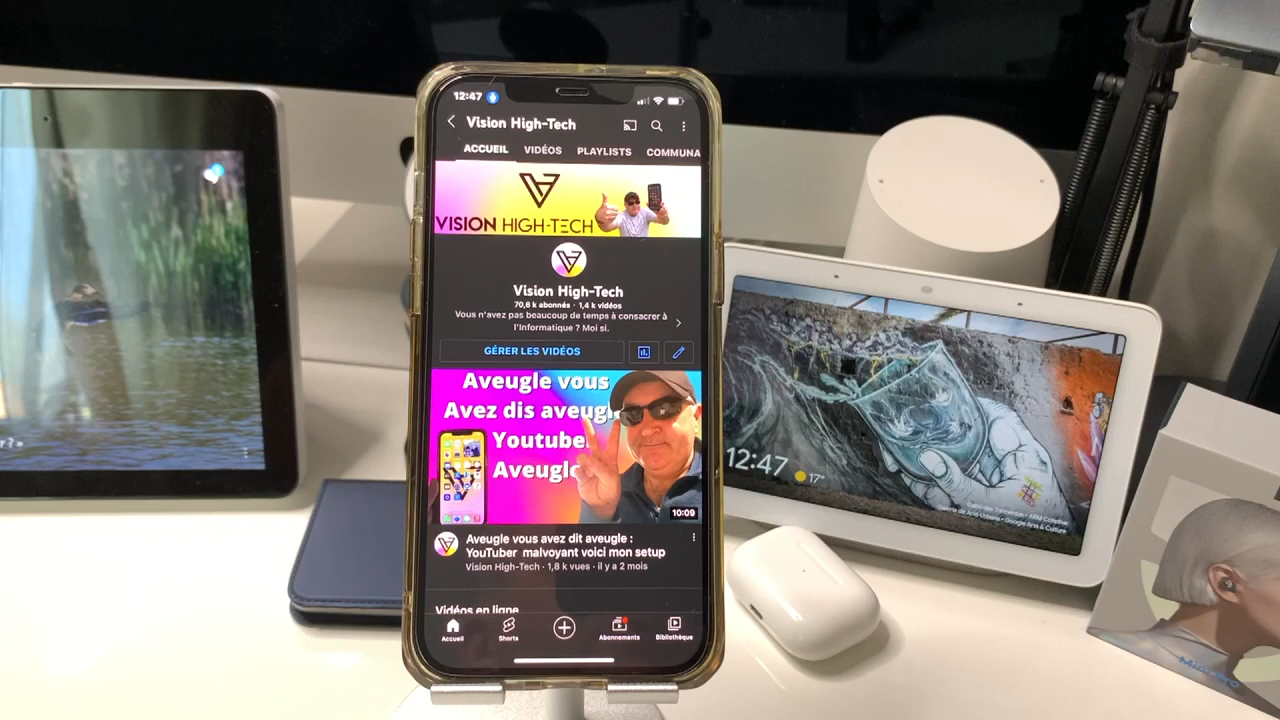 12:47
Vision High-Tech
ACCUEIL VIDÉOS PLAYLISTS COMMUNA
VISION HIGH-TECH
Vision High-Tech
70,6 k abonnés · 1,4 k vidéos
Vous n'avez pas beaucoup de temps à consacrer à
l'Informatique ? Moi si.
GÉRER LES VIDÉOS
Aveugle vous
Avez dis aveugl
Youtube
Aveugle
10:09
Aveugle vous avez dit aveugle :
YouTuber malvoyant voici mon setup
Vision High-Tech · 1,8 k vues · il y a 2 mois
Vidéos en ligne
Accueil Shorts Abonnements Bibliothèque
12:47 17°